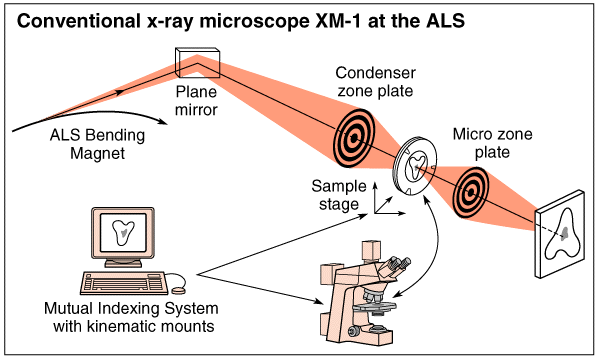 Conventional x-ray microscope XM-1 at the ALS
Plane
mirror
Condenser
zone plate
ALS Bending
Magnet
Micro zone
plate
Sample
stage
Mutual Indexing System
with kinematic mounts